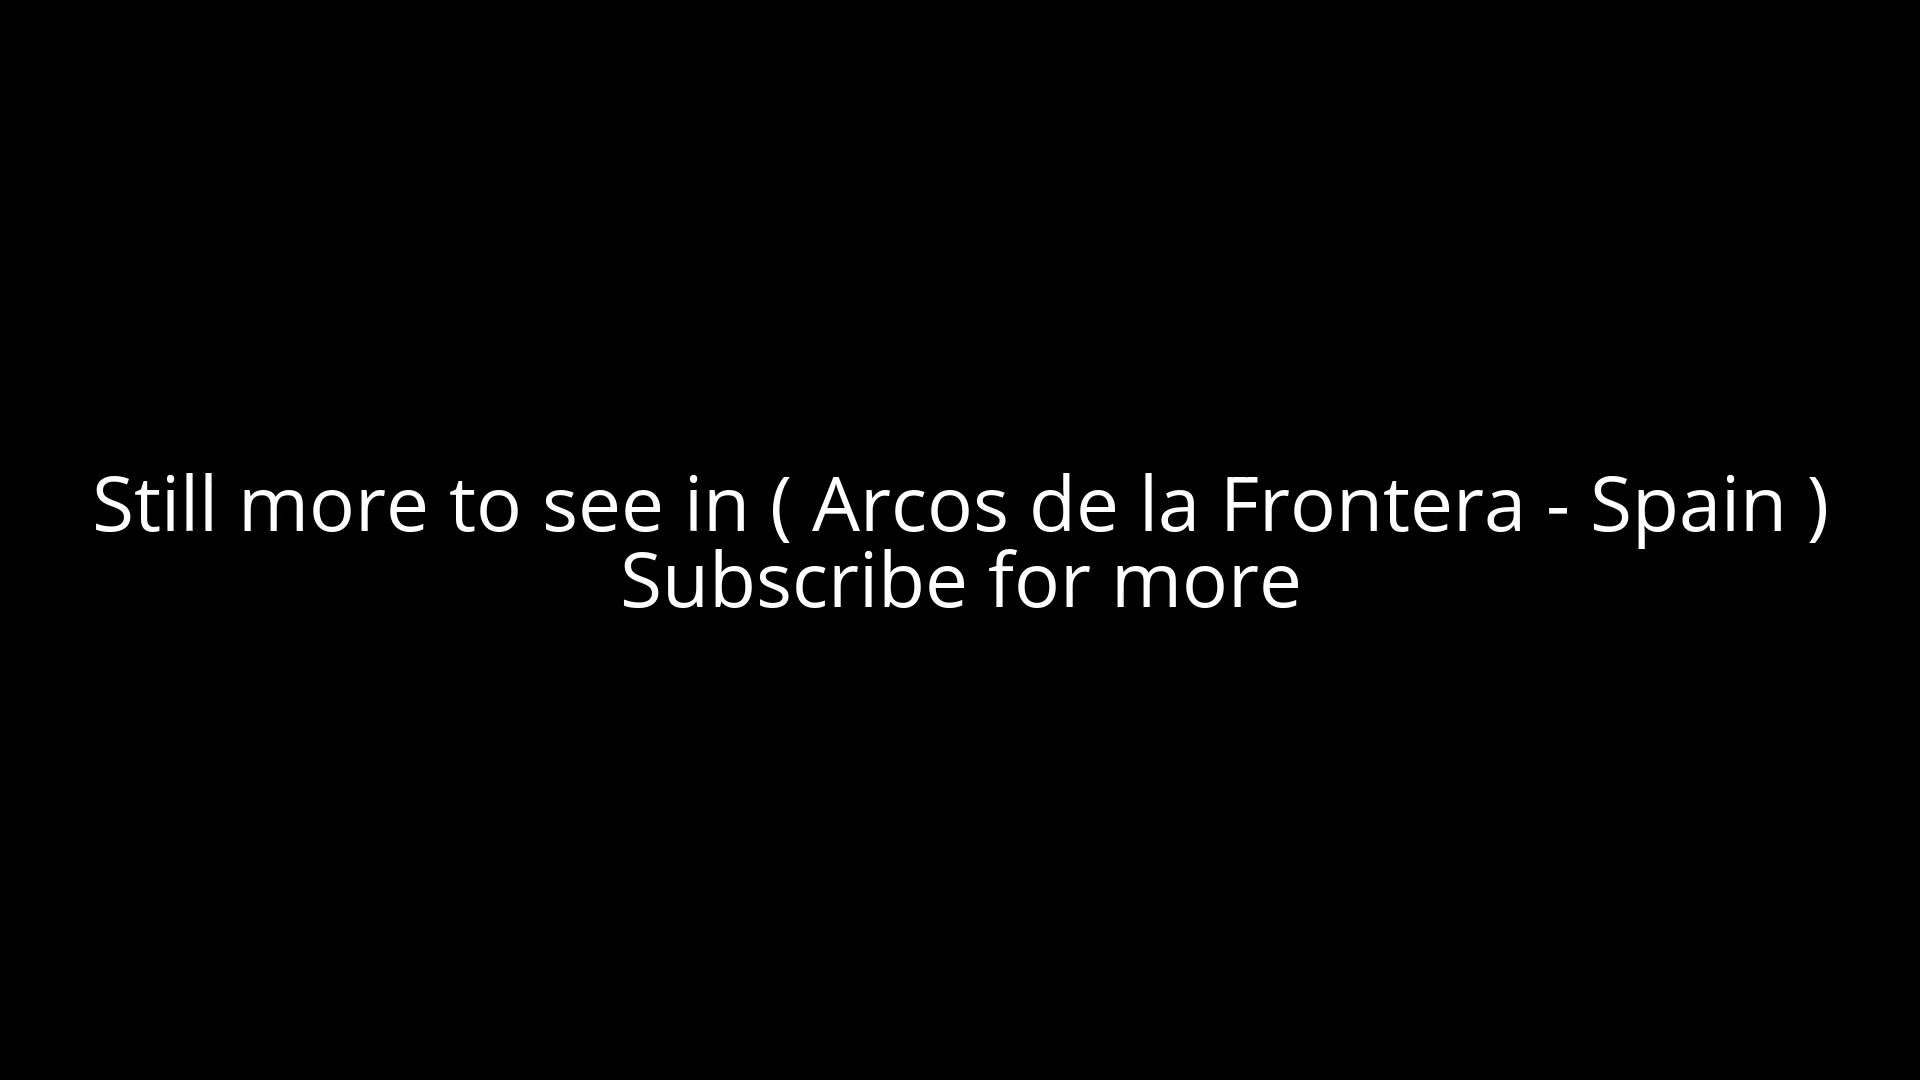 Still more to see in ( Arcos de la Frontera - Spain )
Subscribe for more